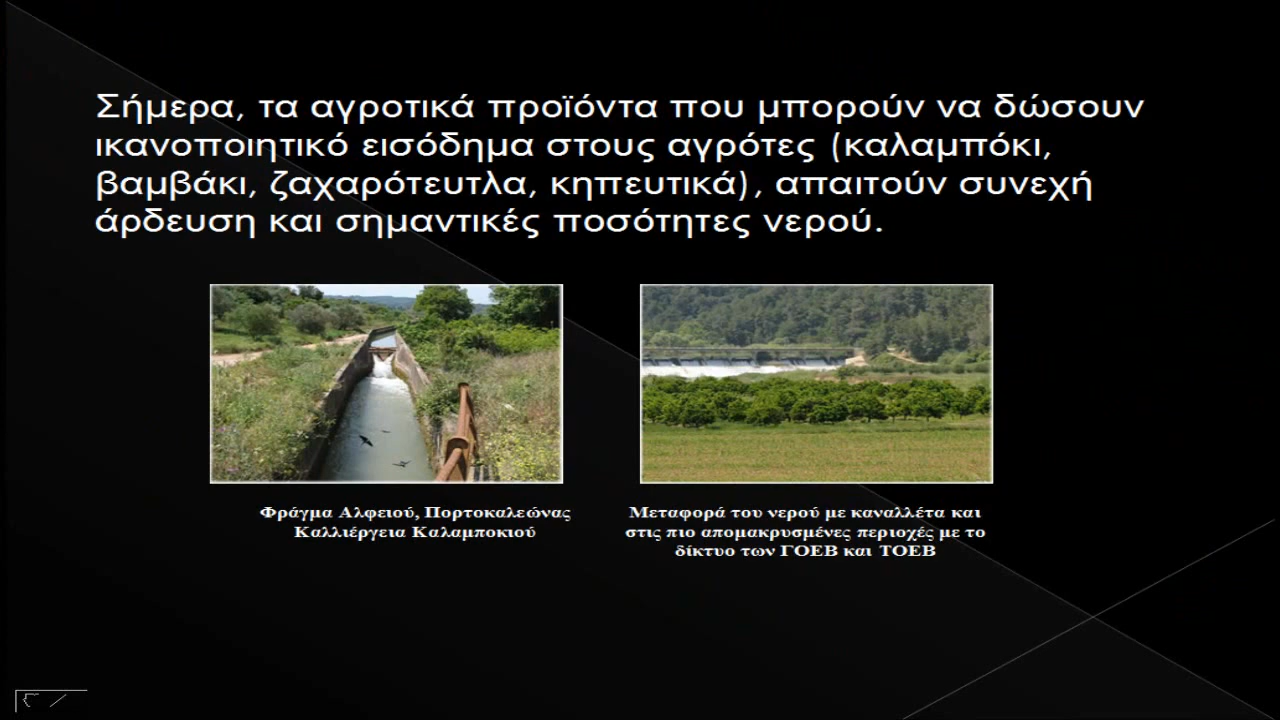 Σήμερα, τα αγροτικά προϊόντα που μπορούν να δώσουν
ικανοποιητικό εισόδημα στους αγρότες (καλαμπόκι,
βαμβάκι, ζαχαρότευτλα, κηπευτικά), απαιτούν συνεχή
άρδευση και σημαντικές ποσότητες νερού.
Φράγμα Αλφειού, Πορτοκαλεώνας
Καλλιέργεια Καλαμποκιού
Μεταφορά του νερού με καναλλέτα και
στις πιο απομακρυσμένες περιοχές με το
δίκτυο των ΓΟΕΒ και ΤΟΕΒ